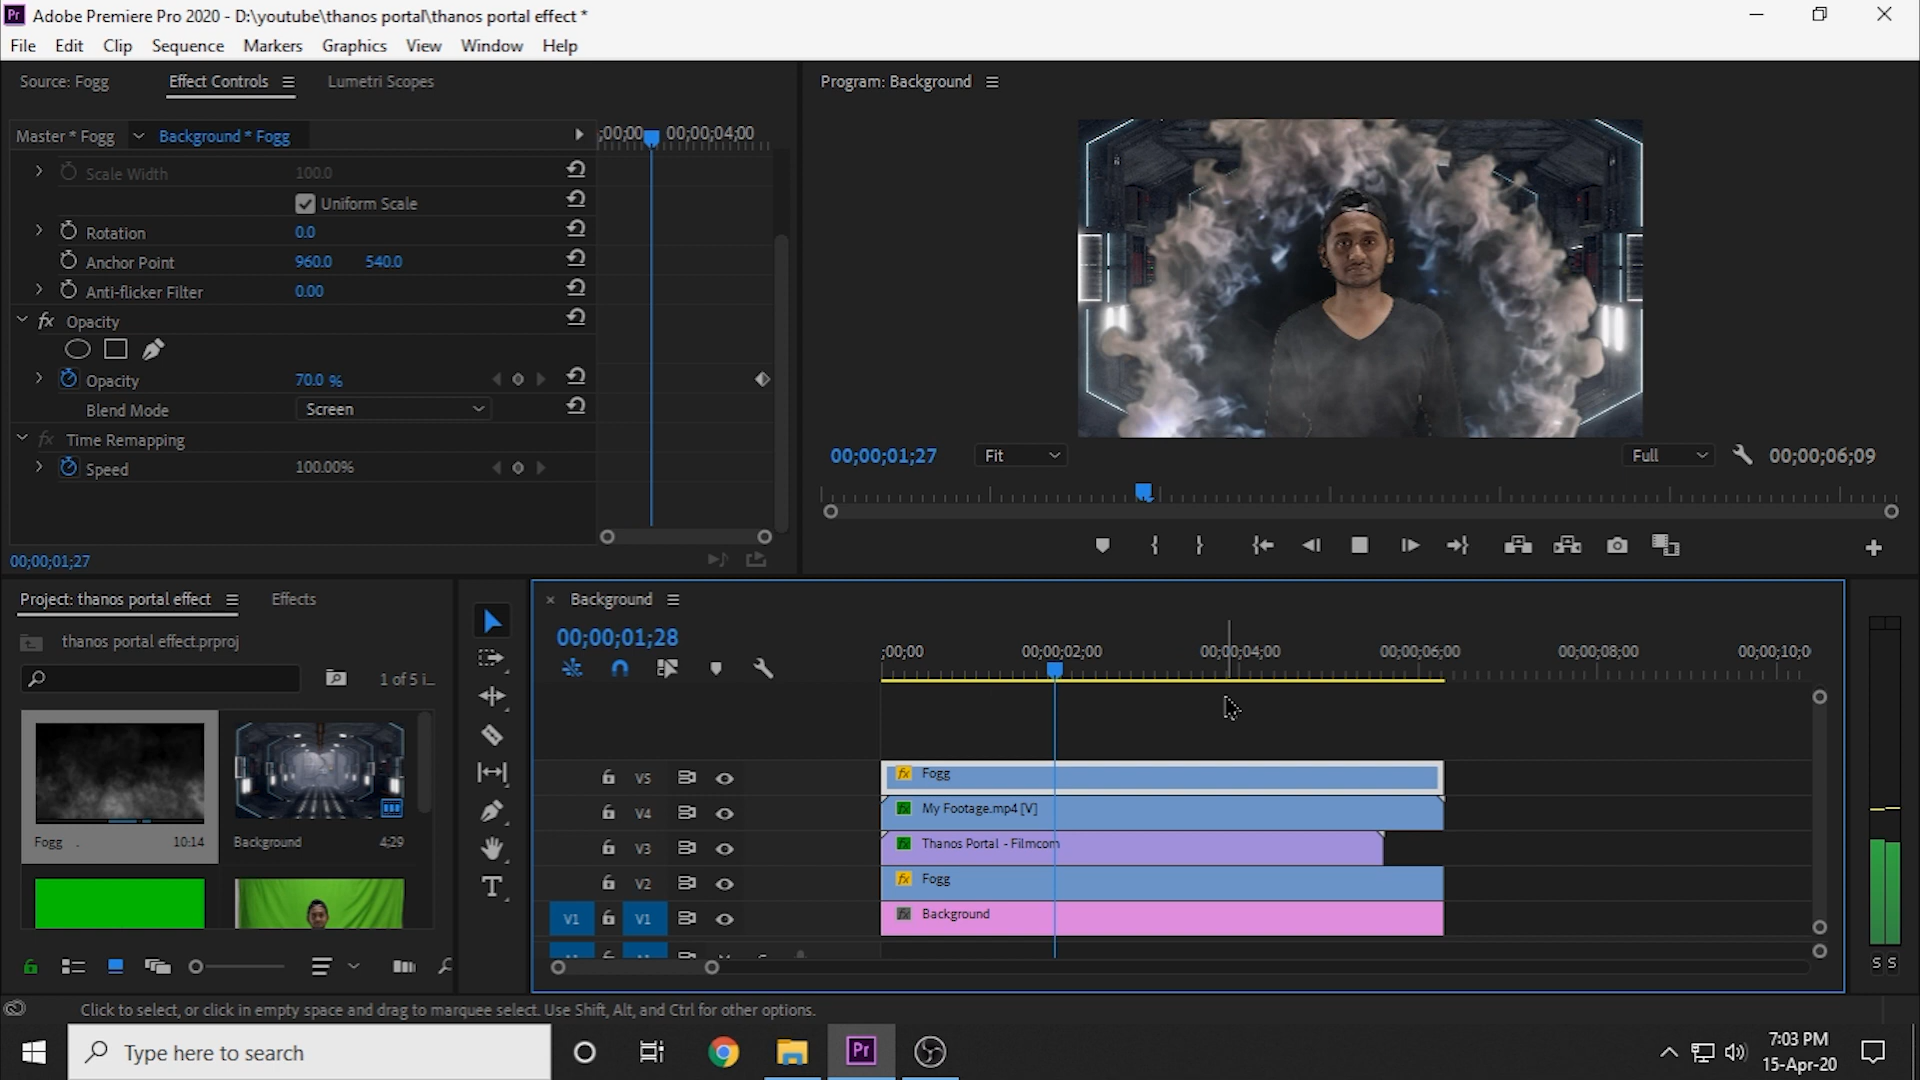 Pr Adobe Premiere Pro 2020 - D:\youtube\thanos portal\thanos portal effect *
File Edit Clip Sequence Markers Graphics View Window Help
Source: Fogg Effect Controls Lumetri Scopes
Program: Background
Master * Fogg Background * Fogg ;00;00 00;00;04;00
Scale Width 100.0
Uniform Scale
Rotation 0.0
Anchor Point 960.0 540.0
Anti-flicker Filter 0.00
fx Opacity
Opacity 70.0 %
Blend Mode Screen
fx Time Remapping
Speed 100.00%
00;00;01;27
00;00;01;27 Fit Full 00;00;06;09
Project: thanos portal effect Effects
thanos portal effect.prproj
1 of 5 i...
Fogg . 10:14 Background 4;29
T
Background
00;00;01;28
;00;00 00;00;02;00 00;00;04;00 00;00;06;00 00;00;08;00 00;00;10;0
V5 fx Fogg
V4 fx My Footage.mp4 [V]
V3 fx Thanos Portal - Filmcom
V2 fx Fogg
V1 V1 fx Background
S S
Click to select, or click in empty space and drag to marquee select. Use Shift, Alt, and Ctrl for other options.
Type here to search
Pr
7:03 PM
15-Apr-20